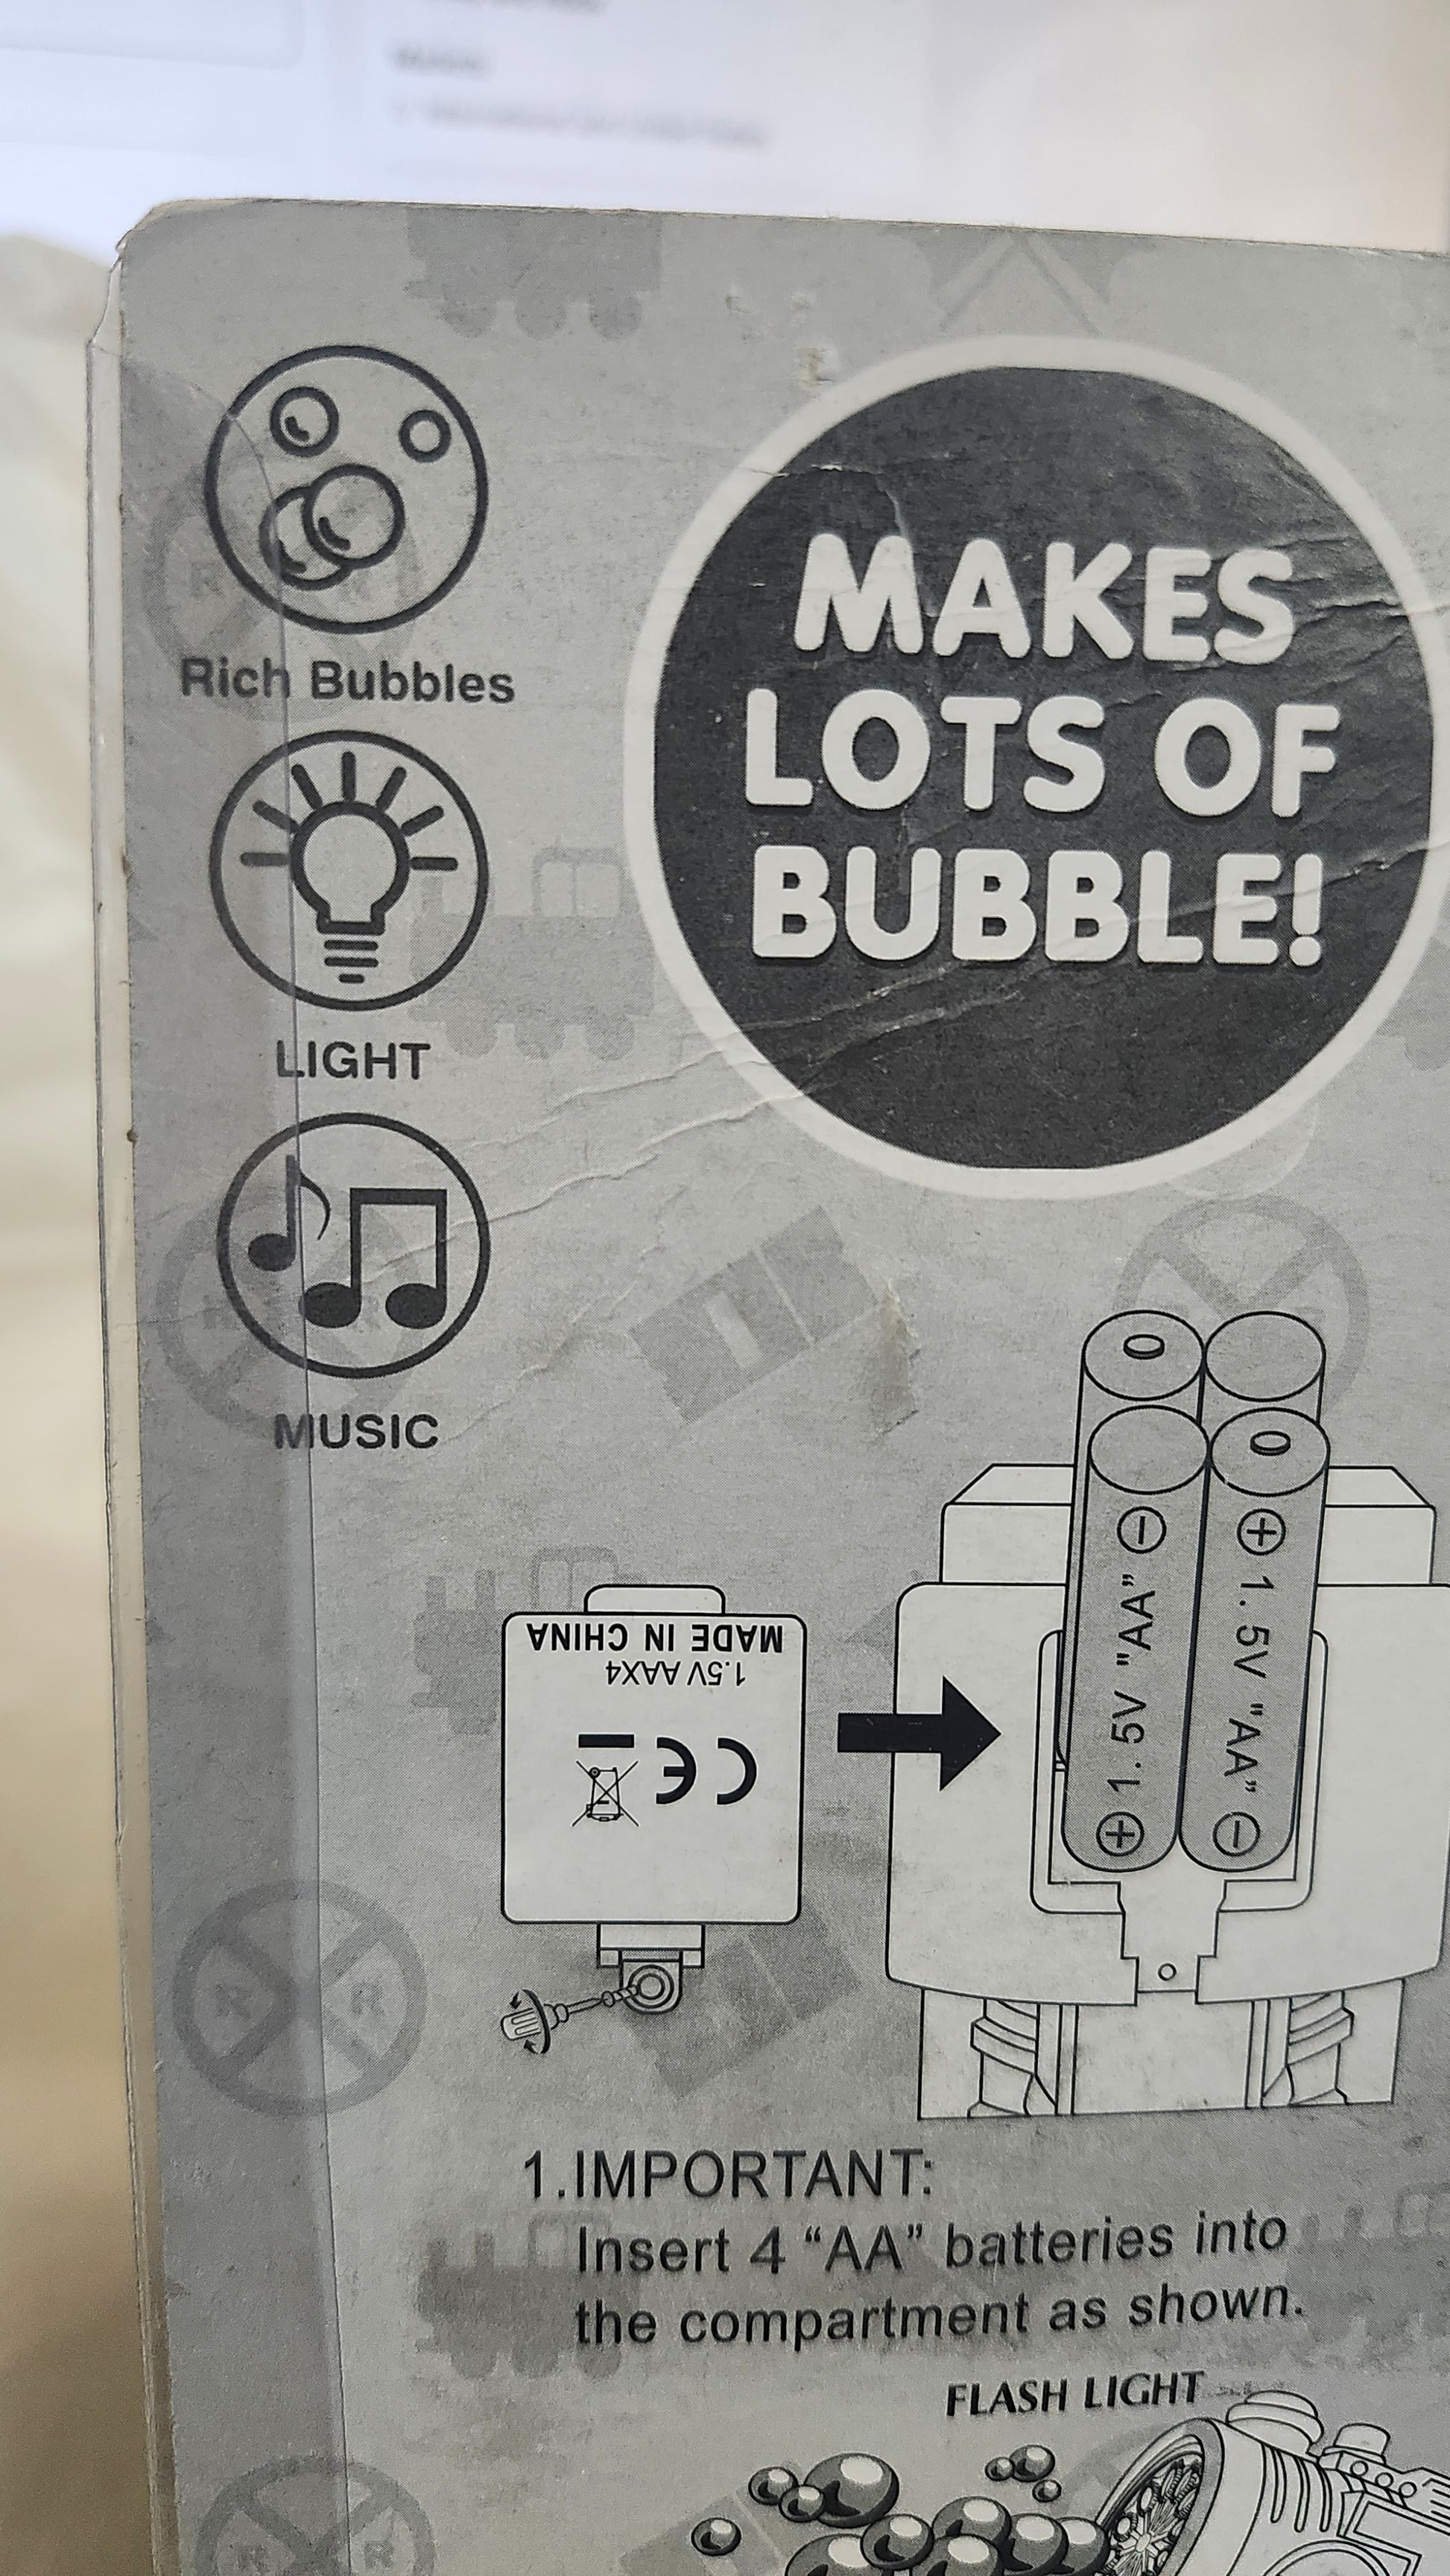 Rich Bubbles
LIGHT
MUSIC
MAKES
LOTS OF
BUBBLE!
MADE IN CHINA
1.5V AAX4
CE
⊕ 1.5V "AA" ⊖
⊕ 1.5V "AA" ⊖
1.IMPORTANT:
Insert 4 “AA” batteries into
the compartment as shown.
FLASH LIGHT
R R
R R